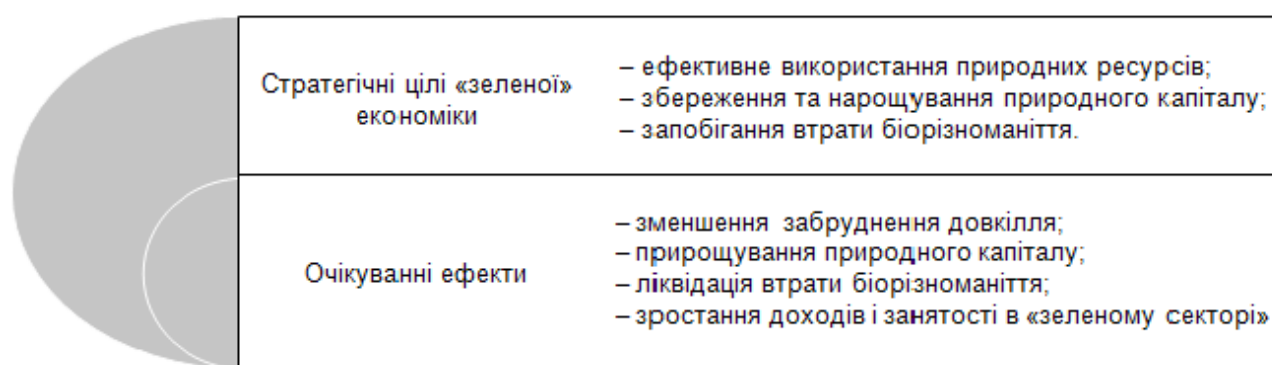 Стратегічні цілі «зеленої»
економіки
– ефективне використання природних ресурсів;
– збереження та нарощування природного капіталу;
– запобігання втрати біорізноманіття.
Очікуванні ефекти
– зменшення забруднення довкілля;
– прирощування природного капіталу;
– ліквідація втрати біорізноманіття;
– зростання доходів і занятості в «зеленому секторі»